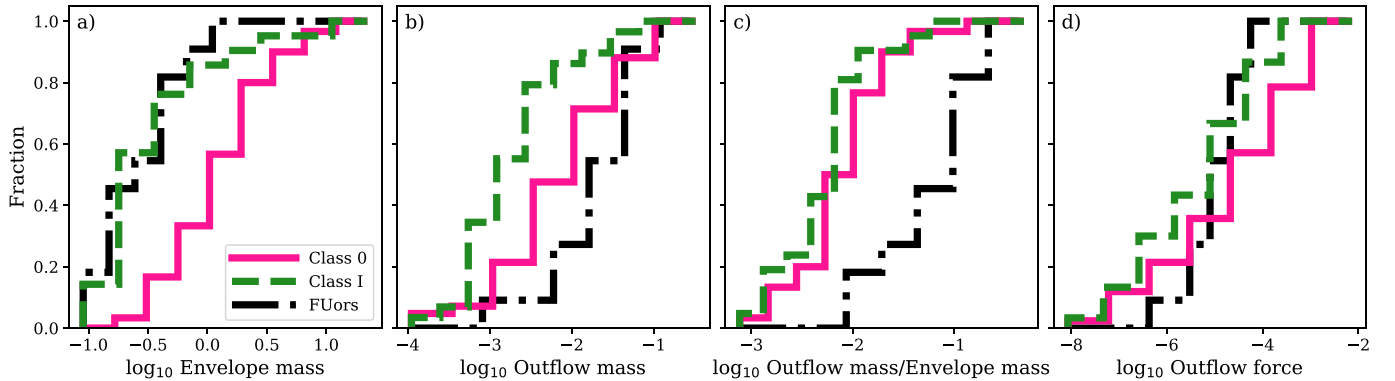 a)
b)
c)
d)
Fraction
1.0
0.8
0.6
0.4
0.2
0.0
Class 0
Class I
FUors
−1.0 −0.5 0.0 0.5 1.0
−4 −3 −2 −1
−3 −2 −1
−8 −6 −4 −2
log₁₀ Envelope mass
log₁₀ Outflow mass
log₁₀ Outflow mass/Envelope mass
log₁₀ Outflow force